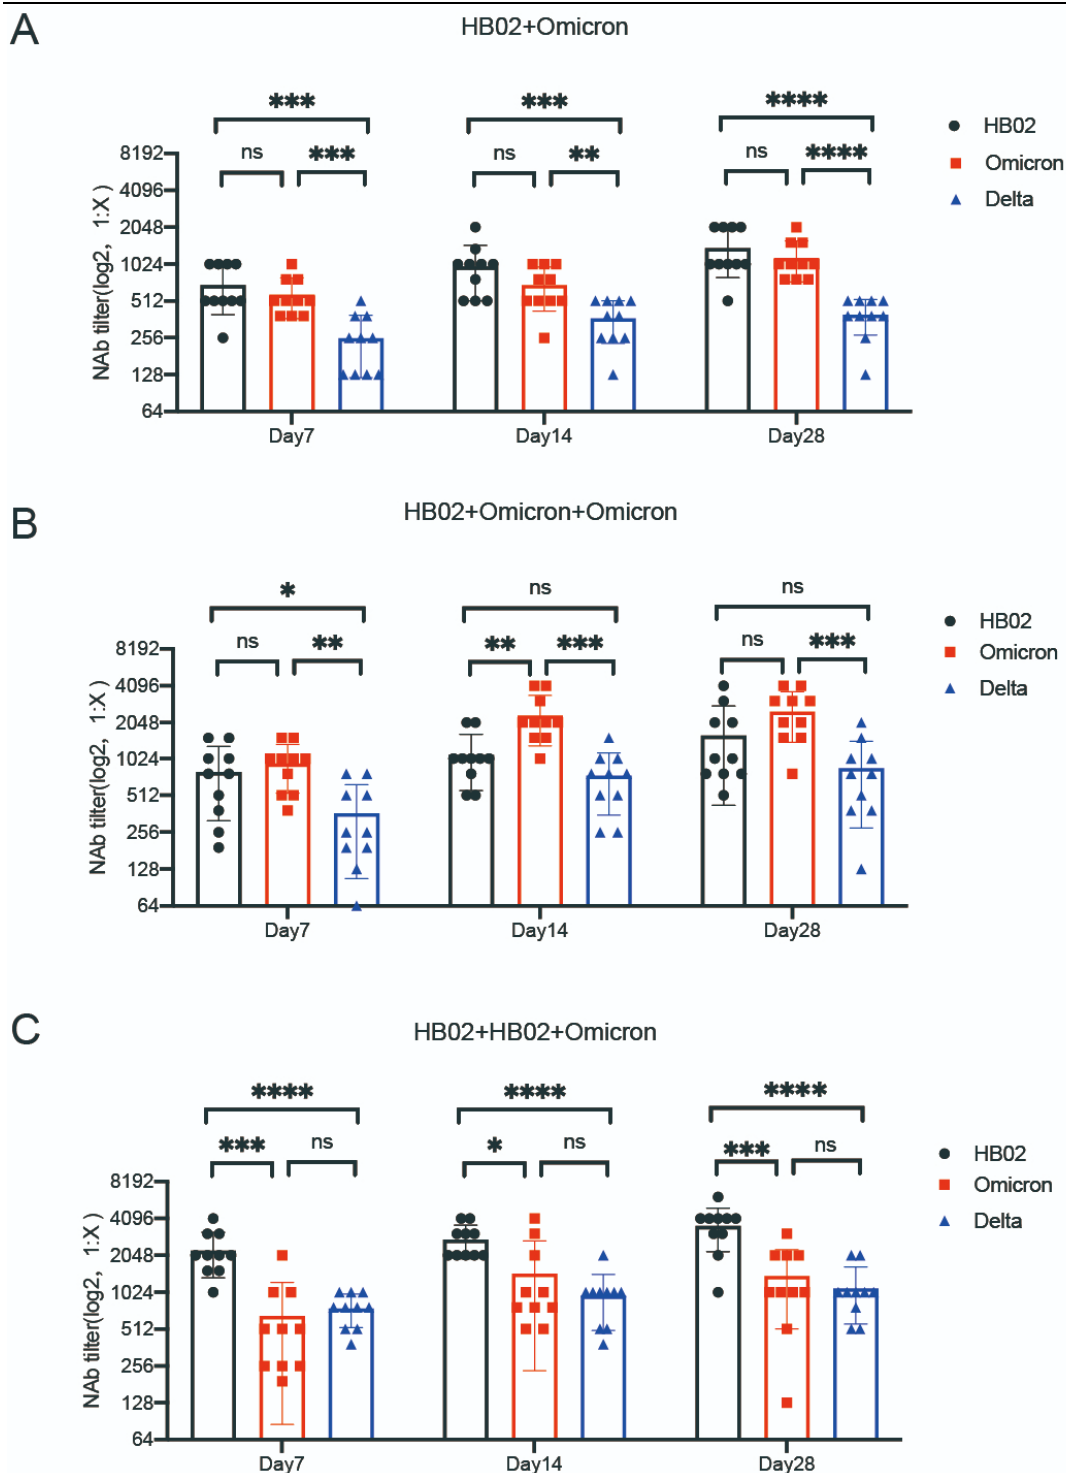 A
HB02+Omicron
*** *** ****
ns *** ns ** ns ****
HB02
Omicron
Delta
NAb tilter(log2, 1:X )
8192
4096
2048
1024
512
256
128
64
Day7 Day14 Day28
B
HB02+Omicron+Omicron
* ns ns
ns ** ** *** ns ***
HB02
Omicron
Delta
NAb tilter(log2, 1:X)
8192
4096
2048
1024
512
256
128
64
Day7 Day14 Day28
C
HB02+HB02+Omicron
**** **** ****
*** ns * ns *** ns
HB02
Omicron
Delta
NAb tilter(log2, 1:X)
8192
4096
2048
1024
512
256
128
64
Day7 Day14 Day28